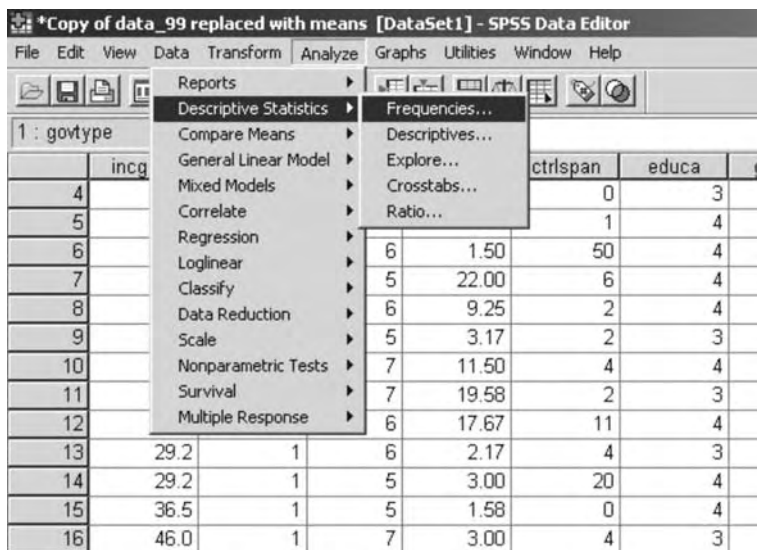 *Copy of data_99 replaced with means [DataSet1] - SPSS Data Editor
File Edit View Data Transform Analyze Graphs Utilities Window Help
Reports
Descriptive Statistics
Compare Means
General Linear Model
Mixed Models
Correlate
Regression
Loglinear
Classify
Data Reduction
Scale
Nonparametric Tests
Survival
Multiple Response
Frequencies...
Descriptives...
Explore...
Crosstabs...
Ratio...
1 : govtype
incg ctrlspan educa
4 0 3
5 1 4
6 6 1.50 50 4
7 5 22.00 6 4
8 6 9.25 2 4
9 5 3.17 2 3
10 7 11.50 4 4
11 7 19.58 2 3
12 6 17.67 11 4
13 29.2 1 6 2.17 4 3
14 29.2 1 5 3.00 20 4
15 36.5 1 5 1.58 0 4
16 46.0 1 7 3.00 4 3